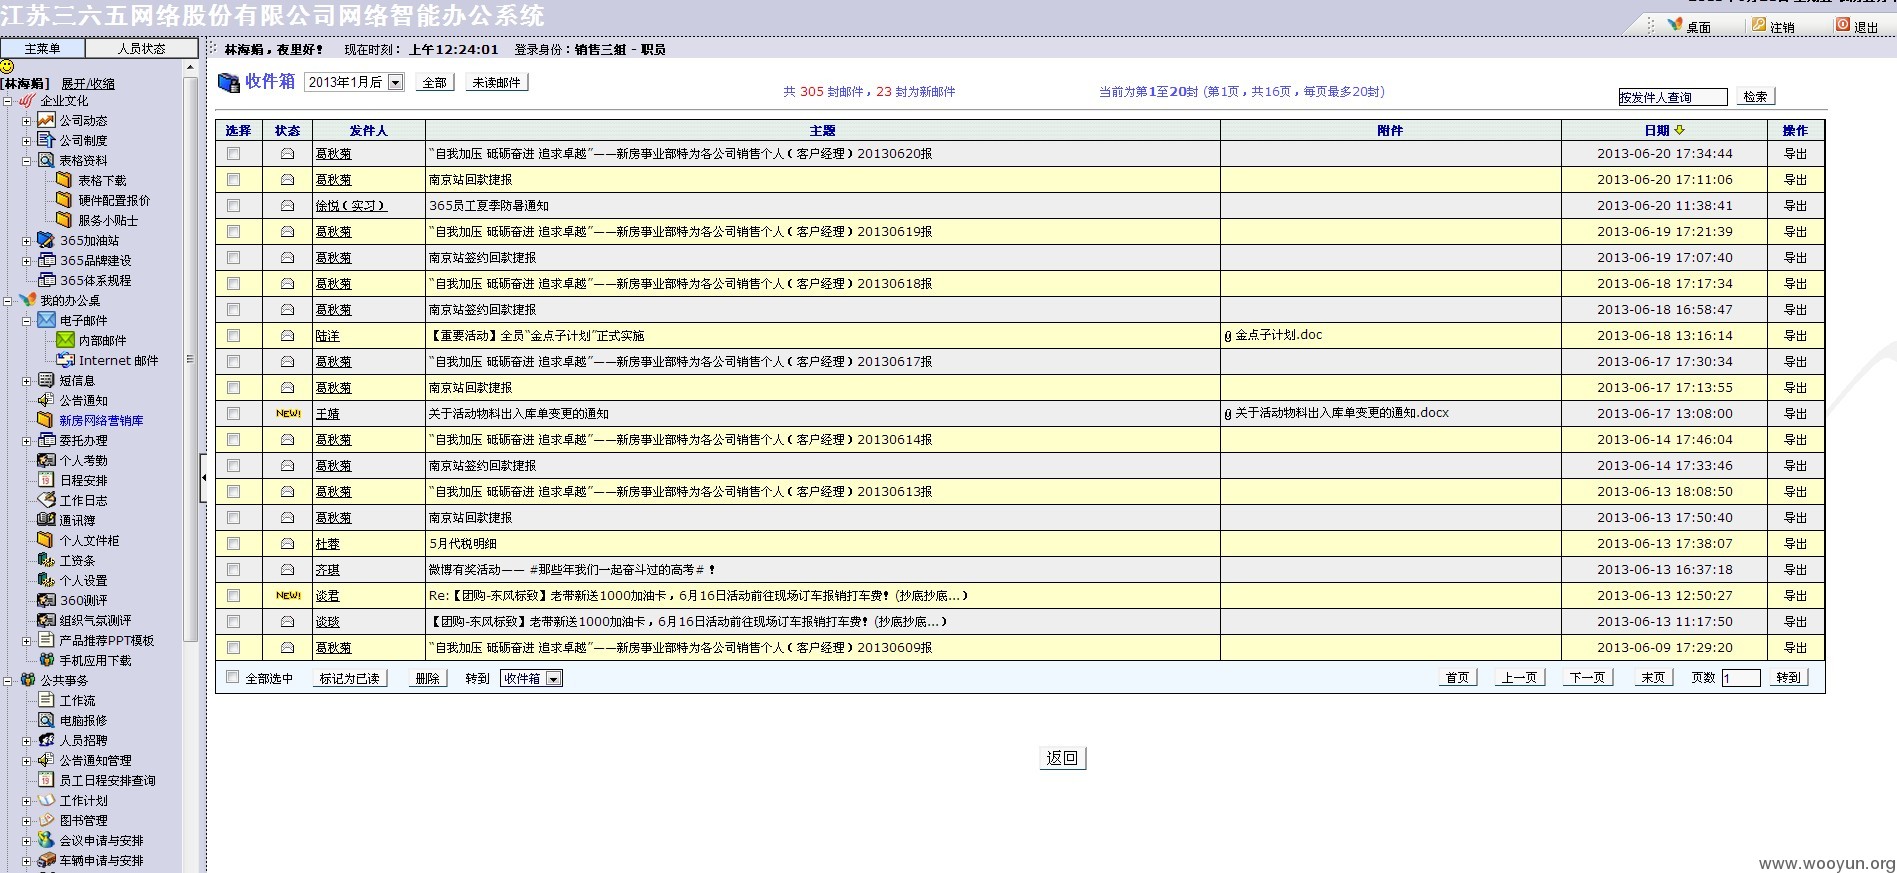 江苏三六五网络股份有限公司网络智能办公系统
桌面 注销 退出
主菜单 人员状态
林海娟，夜里好！ 现在时刻： 上午12:24:01 登录身份：销售三组 - 职员
[林海娟] 展开/收缩
企业文化
公司动态
公司制度
表格资料
表格下载
硬件配置报价
服务小贴士
365加油站
365品牌建设
365体系规程
我的办公桌
电子邮件
内部邮件
Internet 邮件
短信息
公告通知
新房网络营销库
委托办理
个人考勤
日程安排
工作日志
通讯簿
个人文件柜
工资条
个人设置
360测评
组织气氛测评
产品推荐PPT模板
手机应用下载
公共事务
工作流
电脑报修
人员招聘
公告通知管理
员工日程安排查询
工作计划
图书管理
会议申请与安排
车辆申请与安排
收件箱 2013年1月后 全部 未读邮件
共 305 封邮件，23 封为新邮件 当前为第1至20封 (第1页，共16页，每页最多20封)
按发件人查询 检索
选择 状态 发件人 主题 附件 日期 操作
葛秋菊 “自我加压 砥砺奋进 追求卓越”——新房事业部特为各公司销售个人（客户经理）20130620报 2013-06-20 17:34:44 导出
葛秋菊 南京站回款捷报 2013-06-20 17:11:06 导出
徐悦（实习） 365员工夏季防暑通知 2013-06-20 11:38:41 导出
葛秋菊 “自我加压 砥砺奋进 追求卓越”——新房事业部特为各公司销售个人（客户经理）20130619报 2013-06-19 17:21:39 导出
葛秋菊 南京站签约回款捷报 2013-06-19 17:07:40 导出
葛秋菊 “自我加压 砥砺奋进 追求卓越”——新房事业部特为各公司销售个人（客户经理）20130618报 2013-06-18 17:17:34 导出
葛秋菊 南京站签约回款捷报 2013-06-18 16:58:47 导出
陆洋 【重要活动】全员“金点子计划”正式实施 金点子计划.doc 2013-06-18 13:16:14 导出
葛秋菊 “自我加压 砥砺奋进 追求卓越”——新房事业部特为各公司销售个人（客户经理）20130617报 2013-06-17 17:30:34 导出
葛秋菊 南京站回款捷报 2013-06-17 17:13:55 导出
NEW! 王婧 关于活动物料出入库单变更的通知 关于活动物料出入库单变更的通知.docx 2013-06-17 13:08:00 导出
葛秋菊 “自我加压 砥砺奋进 追求卓越”——新房事业部特为各公司销售个人（客户经理）20130614报 2013-06-14 17:46:04 导出
葛秋菊 南京站签约回款捷报 2013-06-14 17:33:46 导出
葛秋菊 “自我加压 砥砺奋进 追求卓越”——新房事业部特为各公司销售个人（客户经理）20130613报 2013-06-13 18:08:50 导出
葛秋菊 南京站回款捷报 2013-06-13 17:50:40 导出
杜蓉 5月代税明细 2013-06-13 17:38:07 导出
齐琪 微博有奖活动—— #那些年我们一起奋斗过的高考#！ 2013-06-13 16:37:18 导出
NEW! 谈君 Re:【团购-东风标致】老带新送1000加油卡，6月16日活动前往现场订车报销打车费！(抄底抄底...） 2013-06-13 12:50:27 导出
谈琰 【团购-东风标致】老带新送1000加油卡，6月16日活动前往现场订车报销打车费！(抄底抄底...） 2013-06-13 11:17:50 导出
葛秋菊 “自我加压 砥砺奋进 追求卓越”——新房事业部特为各公司销售个人（客户经理）20130609报 2013-06-09 17:29:20 导出
全部选中 标记为已读 删除 转到 收件箱 首页 上一页 下一页 末页 页数 1 转到
返回
www.wooyun.org